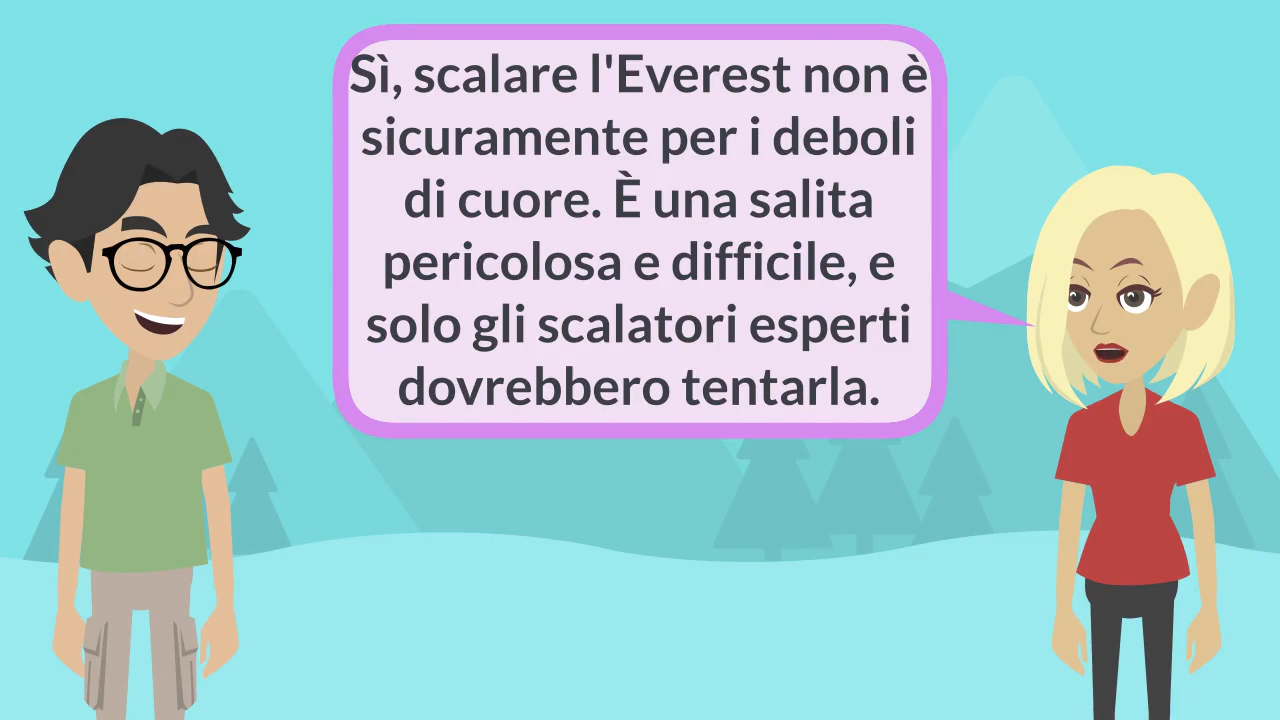 Sì, scalare l'Everest non è
sicuramente per i deboli
di cuore. È una salita
pericolosa e difficile, e
solo gli scalatori esperti
dovrebbero tentarla.